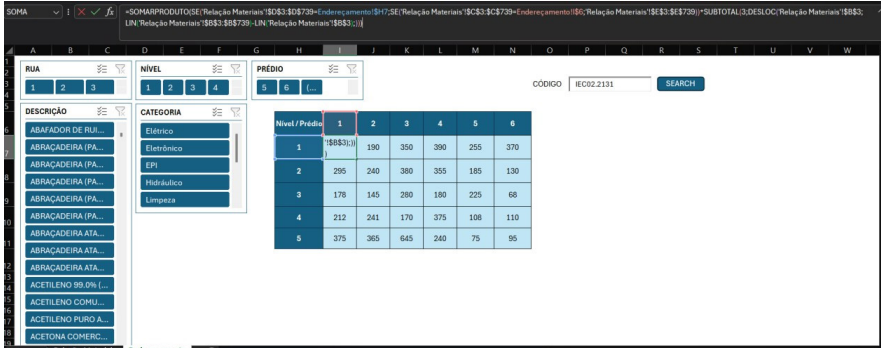 SOMA
=SOMARPRODUTO(SE('Relação Materiais'!$D$3:$D$739=Endereçamento!$H7;SE('Relação Materiais'!$C$3:$C$739=Endereçamento!I$6;'Relação Materiais'!$E$3:$E$739))*SUBTOTAL(3;DESLOC('Relação Materiais'!$B$3;
LIN('Relação Materiais'!$B$3:$B$739)-LIN('Relação Materiais'!$B$3);)))
A B C D E F G H I J K L M N O P Q R S T U V W
RUA NÍVEL PRÉDIO
1 2 3 1 2 3 4 5 6 (...
CÓDIGO IEC02.2131 SEARCH
DESCRIÇÃO CATEGORIA
ABAFADOR DE RUI...
ABRAÇADEIRA (PA...
ABRAÇADEIRA (PA...
ABRAÇADEIRA (PA...
ABRAÇADEIRA (PA...
ABRAÇADEIRA (PA...
ABRAÇADEIRA ATA...
ABRAÇADEIRA ATA...
ABRAÇADEIRA ATA...
ACETILENO 99.0% (...
ACETILENO COMU...
ACETILENO PURO A...
ACETONA COMERC...
Elétrico
Eletrônico
EPI
Hidráulico
Limpeza
Nível / Prédio 1 2 3 4 5 6
1 '!$B$3);)) 190 350 390 255 370
)
2 295 240 380 355 185 130
3 178 145 280 180 225 68
4 212 241 170 375 108 110
5 375 365 645 240 75 95